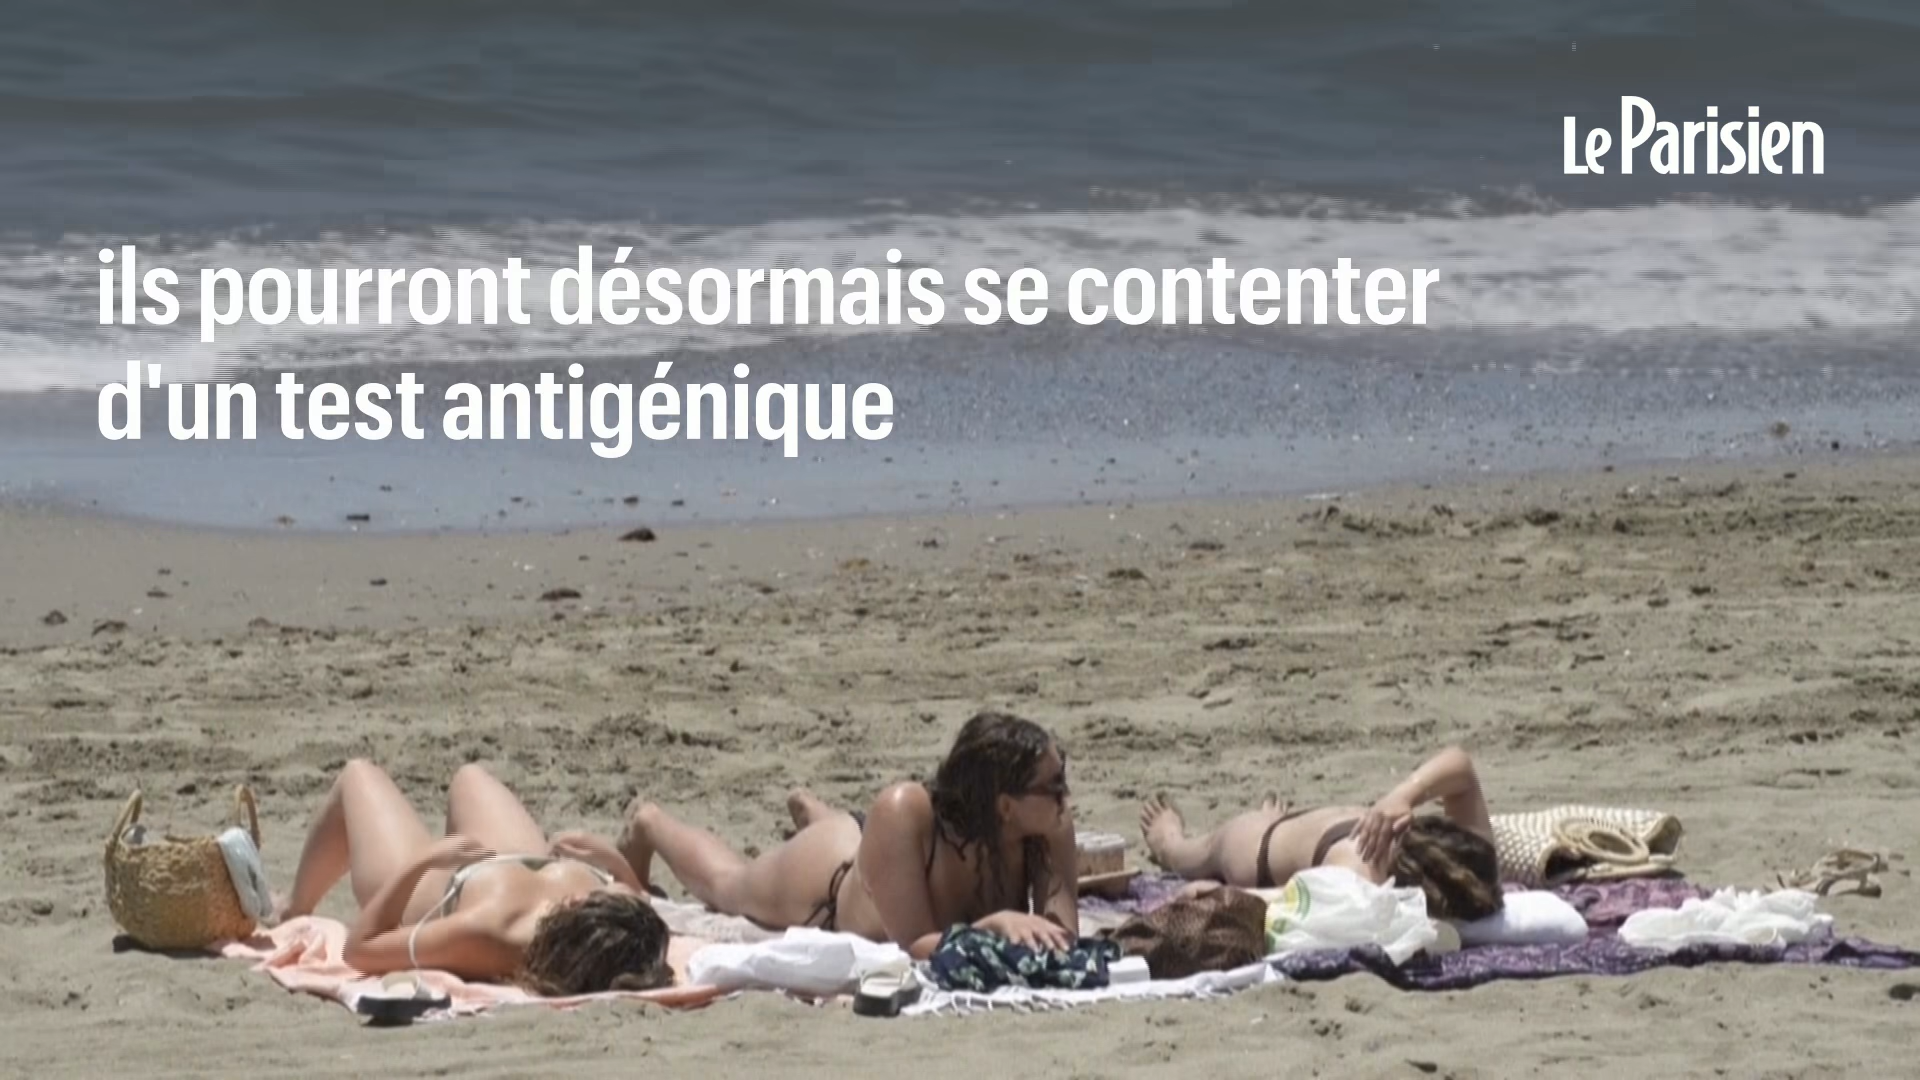 Le Parisien
ils pourront désormais se contenter
d'un test antigénique